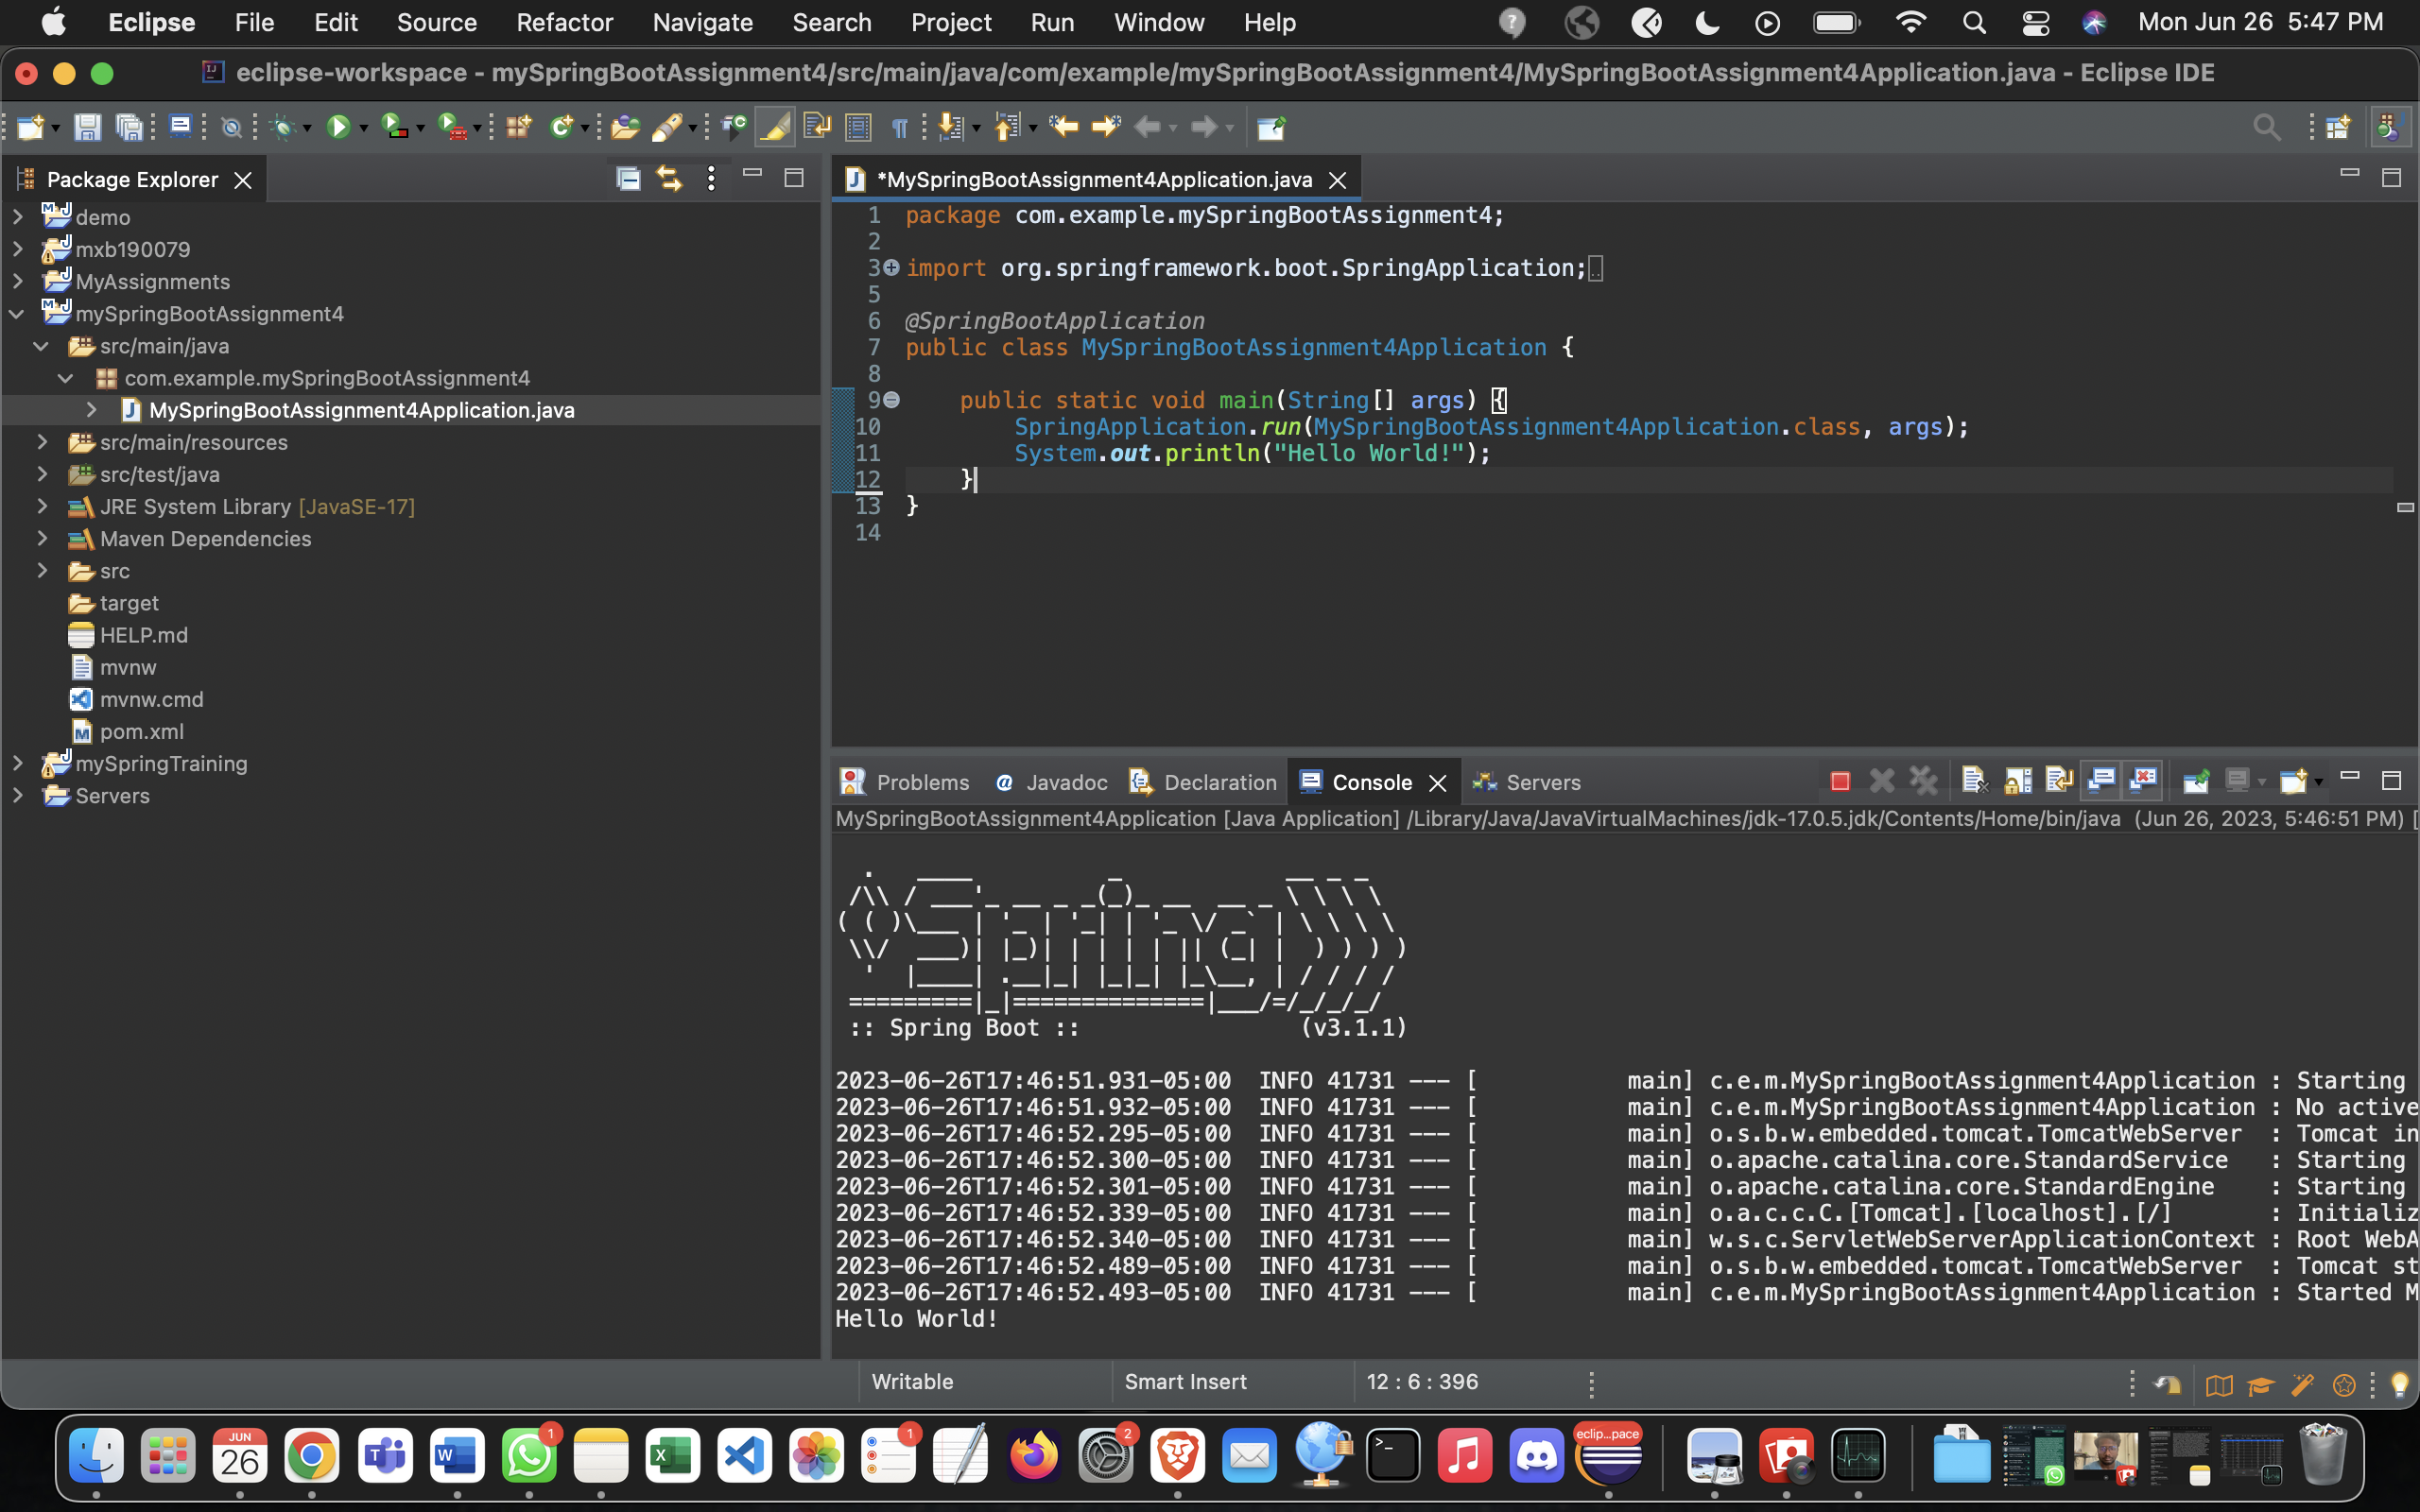 Eclipse File Edit Source Refactor Navigate Search Project Run Window Help Mon Jun 26 5:47 PM
eclipse-workspace - mySpringBootAssignment4/src/main/java/com/example/mySpringBootAssignment4/MySpringBootAssignment4Application.java - Eclipse IDE
Package Explorer
demo
mxb190079
MyAssignments
mySpringBootAssignment4
src/main/java
com.example.mySpringBootAssignment4
MySpringBootAssignment4Application.java
src/main/resources
src/test/java
JRE System Library [JavaSE-17]
Maven Dependencies
src
target
HELP.md
mvnw
mvnw.cmd
pom.xml
mySpringTraining
Servers
*MySpringBootAssignment4Application.java
1 package com.example.mySpringBootAssignment4;
2
3 import org.springframework.boot.SpringApplication;
5
6 @SpringBootApplication
7 public class MySpringBootAssignment4Application {
8
9 public static void main(String[] args) {
10 SpringApplication.run(MySpringBootAssignment4Application.class, args);
11 System.out.println("Hello World!");
12 }
13 }
14
Problems Javadoc Declaration Console Servers
MySpringBootAssignment4Application [Java Application] /Library/Java/JavaVirtualMachines/jdk-17.0.5.jdk/Contents/Home/bin/java (Jun 26, 2023, 5:46:51 PM) [
Spring
:: Spring Boot :: (v3.1.1)
2023-06-26T17:46:51.931-05:00 INFO 41731 --- [ main] c.e.m.MySpringBootAssignment4Application : Starting
2023-06-26T17:46:51.932-05:00 INFO 41731 --- [ main] c.e.m.MySpringBootAssignment4Application : No active
2023-06-26T17:46:52.295-05:00 INFO 41731 --- [ main] o.s.b.w.embedded.tomcat.TomcatWebServer : Tomcat in
2023-06-26T17:46:52.300-05:00 INFO 41731 --- [ main] o.apache.catalina.core.StandardService : Starting
2023-06-26T17:46:52.301-05:00 INFO 41731 --- [ main] o.apache.catalina.core.StandardEngine : Starting
2023-06-26T17:46:52.339-05:00 INFO 41731 --- [ main] o.a.c.c.C.[Tomcat].[localhost].[/] : Initializ
2023-06-26T17:46:52.340-05:00 INFO 41731 --- [ main] w.s.c.ServletWebServerApplicationContext : Root WebA
2023-06-26T17:46:52.489-05:00 INFO 41731 --- [ main] o.s.b.w.embedded.tomcat.TomcatWebServer : Tomcat st
2023-06-26T17:46:52.493-05:00 INFO 41731 --- [ main] c.e.m.MySpringBootAssignment4Application : Started M
Hello World!
Writable Smart Insert 12 : 6 : 396
JUN
26
1
1
2
eclip...pace